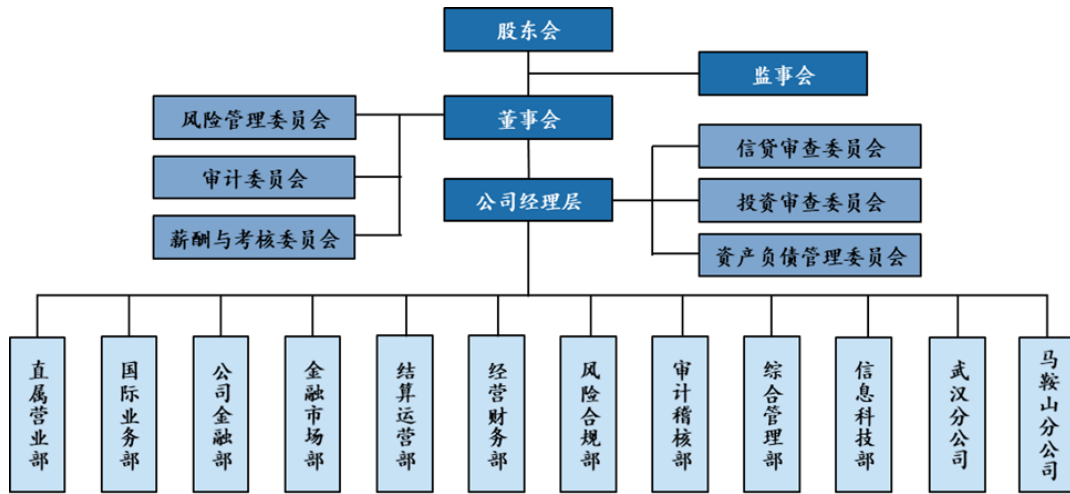 股东会
监事会
风险管理委员会
董事会
信贷审查委员会
审计委员会
公司经理层
投资审查委员会
薪酬与考核委员会
资产负债管理委员会
直属营业部
国际业务部
公司金融部
金融市场部
结算运营部
经营财务部
风险合规部
审计稽核部
综合管理部
信息科技部
武汉分公司
马鞍山分公司